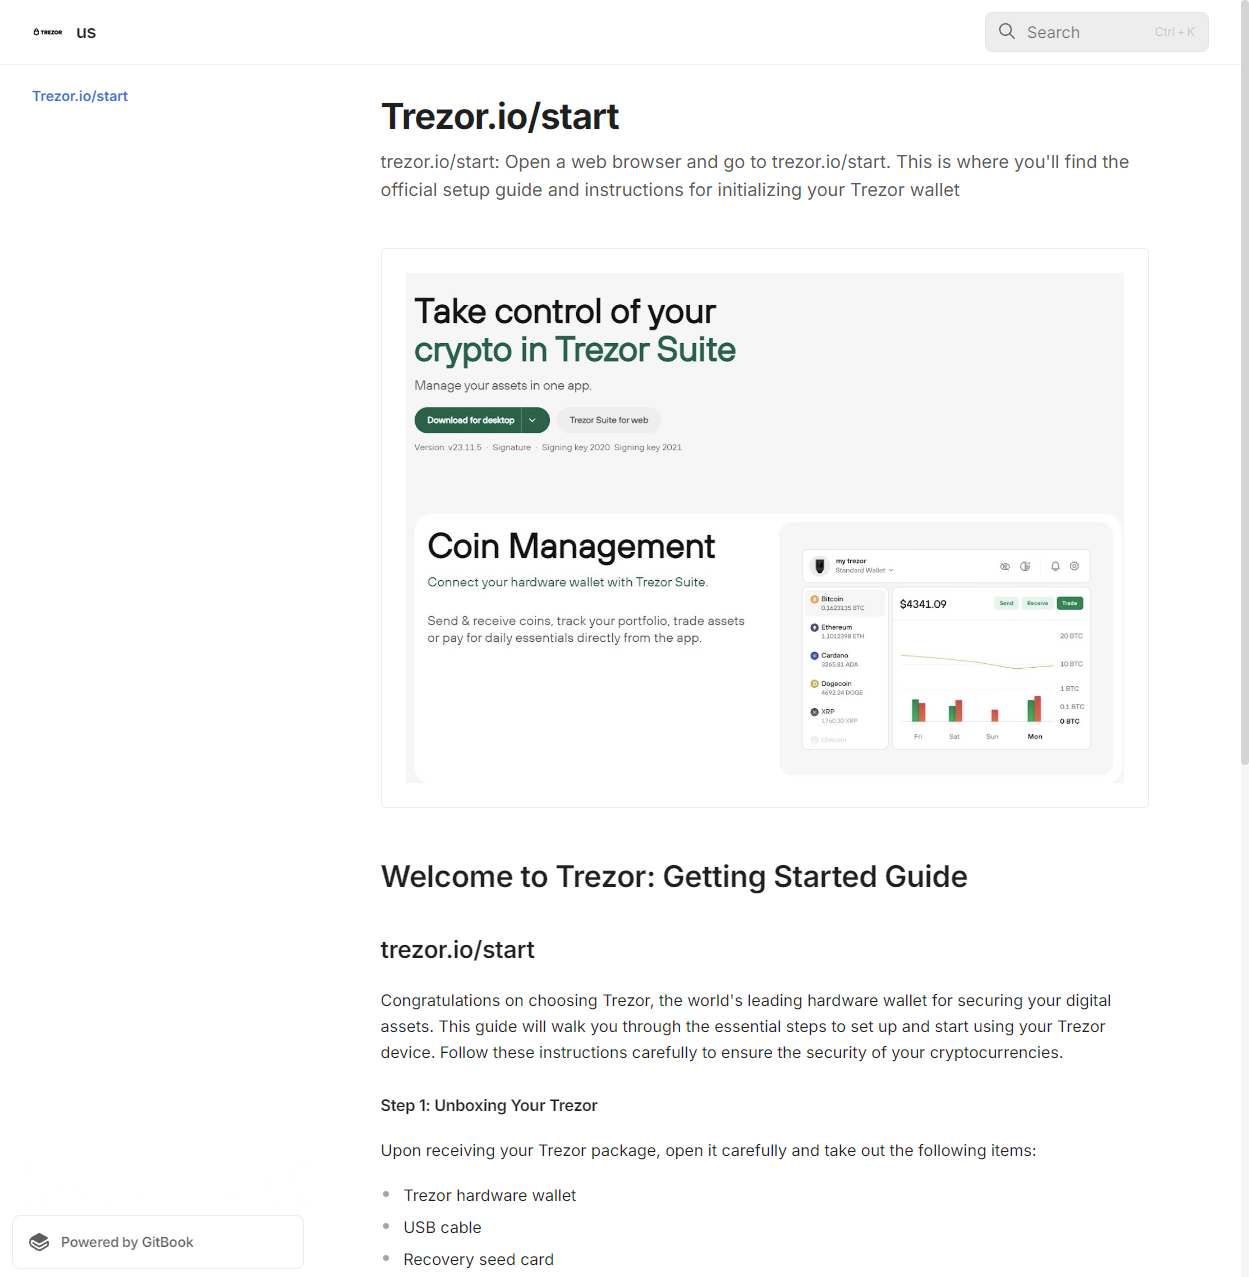 TREZOR us
Search Ctrl + K
Trezor.io/start
Trezor.io/start
trezor.io/start: Open a web browser and go to trezor.io/start. This is where you'll find the
official setup guide and instructions for initializing your Trezor wallet
Take control of your
crypto in Trezor Suite
Manage your assets in one app.
Download for desktop
Trezor Suite for web
Version: v23.11.5 · Signature · Signing key 2020 Signing key 2021
Coin Management
Connect your hardware wallet with Trezor Suite.
Send & receive coins, track your portfolio, trade assets
or pay for daily essentials directly from the app.
my trezor
Standard Wallet
Bitcoin
0.1623135 BTC
Ethereum
1.1012398 ETH
Cardano
3265.81 ADA
Dogecoin
4692.24 DOGE
XRP
1760.30 XRP
Litecoin
$4341.09
Send Receive Trade
20 BTC
10 BTC
1 BTC
0.1 BTC
0 BTC
Fri Sat Sun Mon
Welcome to Trezor: Getting Started Guide
trezor.io/start
Congratulations on choosing Trezor, the world's leading hardware wallet for securing your digital
assets. This guide will walk you through the essential steps to set up and start using your Trezor
device. Follow these instructions carefully to ensure the security of your cryptocurrencies.
Step 1: Unboxing Your Trezor
Upon receiving your Trezor package, open it carefully and take out the following items:
Trezor hardware wallet
USB cable
Recovery seed card
Powered by GitBook